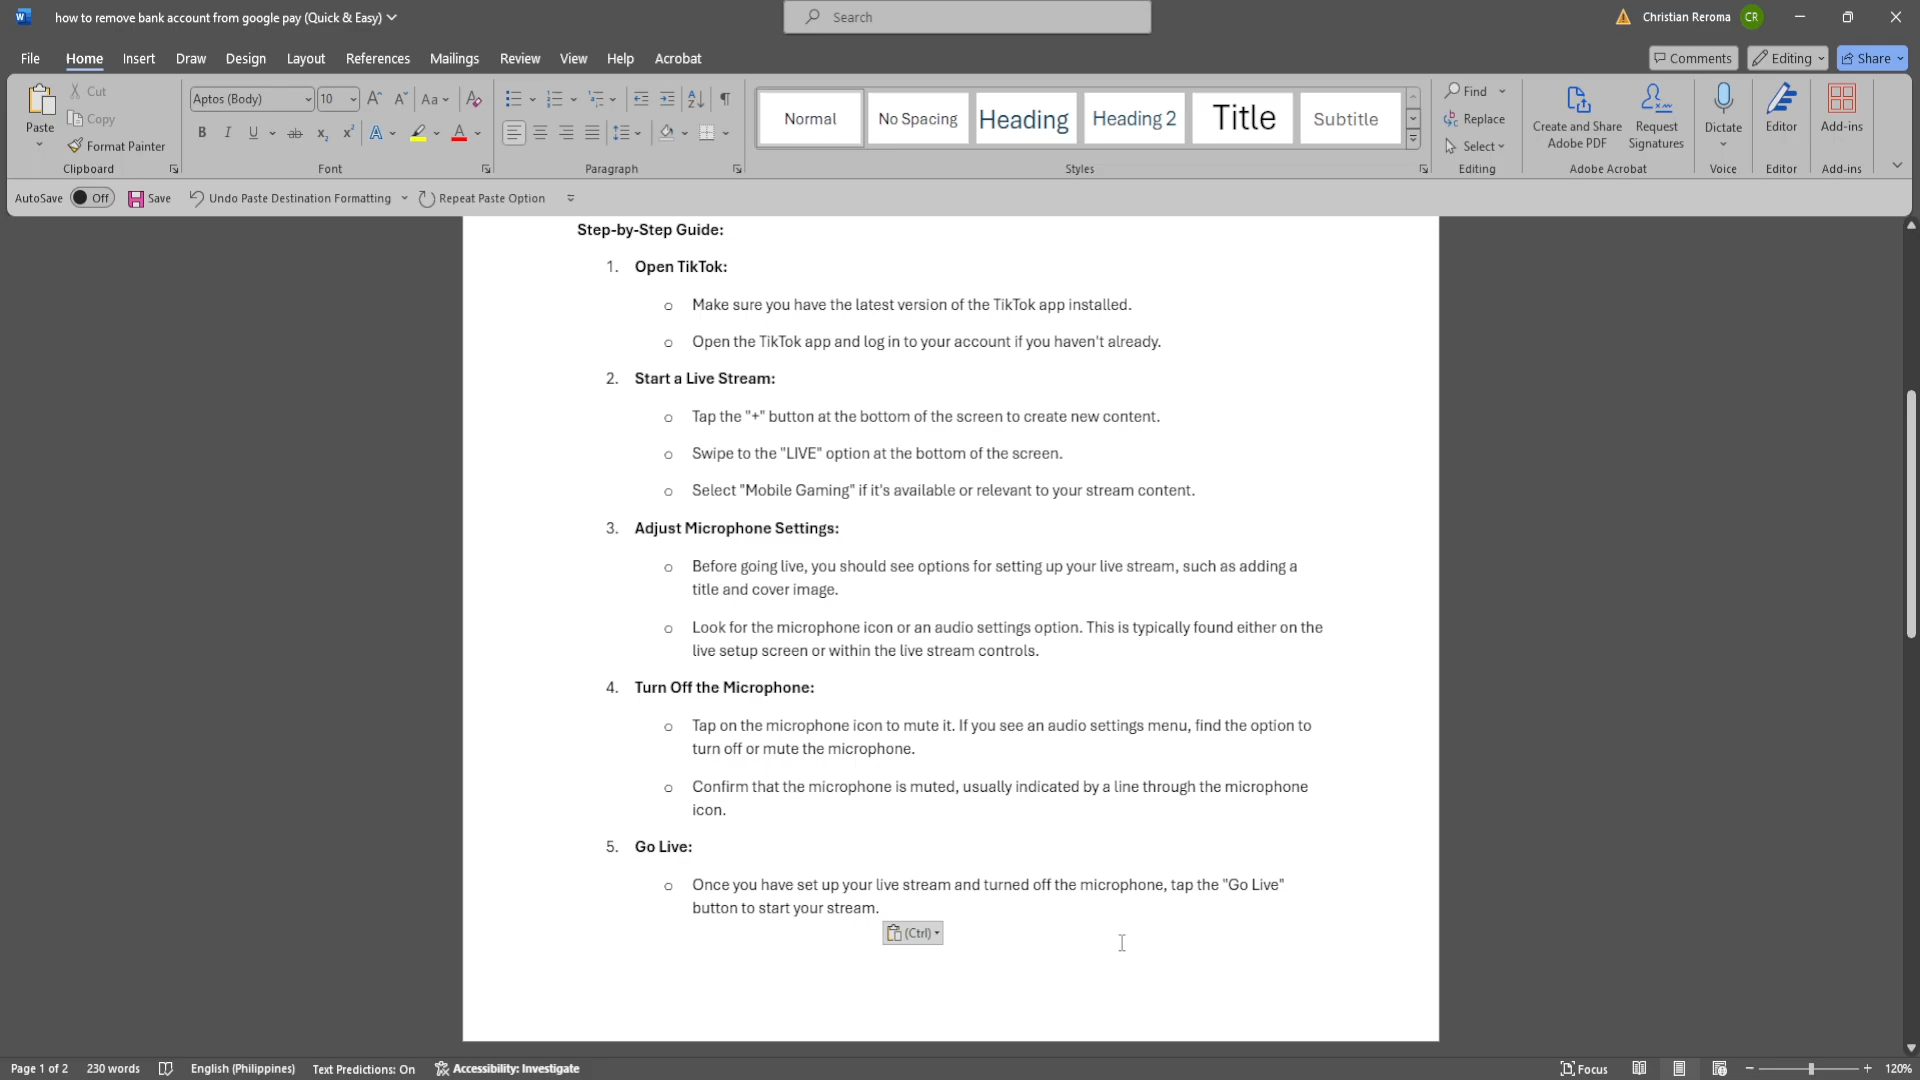 how to remove bank account from google pay (Quick & Easy)
Search
Christian Reroma
CR
File Home Insert Draw Design Layout References Mailings Review View Help Acrobat
Comments Editing Share
Paste
Cut
Copy
Format Painter
Clipboard
Aptos (Body) 10
Font
Paragraph
Normal
No Spacing
Heading
Heading 2
Title
Subtitle
Styles
Find
Replace
Select
Editing
Create and Share
Adobe PDF
Request
Signatures
Adobe Acrobat
Dictate
Voice
Editor
Editor
Add-ins
Add-ins
AutoSave Off Save Undo Paste Destination Formatting Repeat Paste Option
Step-by-Step Guide:
1. Open TikTok:
o Make sure you have the latest version of the TikTok app installed.
o Open the TikTok app and log in to your account if you haven't already.
2. Start a Live Stream:
o Tap the "+" button at the bottom of the screen to create new content.
o Swipe to the "LIVE" option at the bottom of the screen.
o Select "Mobile Gaming" if it's available or relevant to your stream content.
3. Adjust Microphone Settings:
o Before going live, you should see options for setting up your live stream, such as adding a
title and cover image.
o Look for the microphone icon or an audio settings option. This is typically found either on the
live setup screen or within the live stream controls.
4. Turn Off the Microphone:
o Tap on the microphone icon to mute it. If you see an audio settings menu, find the option to
turn off or mute the microphone.
o Confirm that the microphone is muted, usually indicated by a line through the microphone
icon.
5. Go Live:
o Once you have set up your live stream and turned off the microphone, tap the "Go Live"
button to start your stream.
(Ctrl)
Page 1 of 2 230 words English (Philippines) Text Predictions: On Accessibility: Investigate
Focus 120%